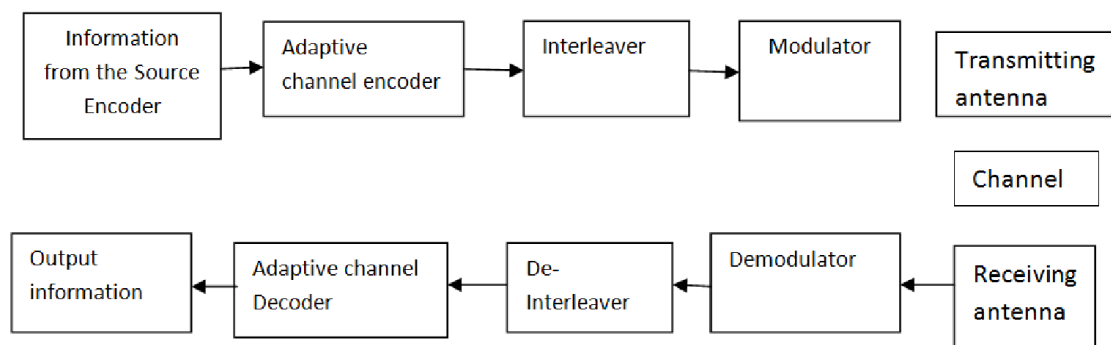 Information
from the Source
Encoder
Adaptive
channel encoder
Interleaver
Modulator
Transmitting
antenna
Channel
Output
information
Adaptive channel
Decoder
De-
Interleaver
Demodulator
Receiving
antenna